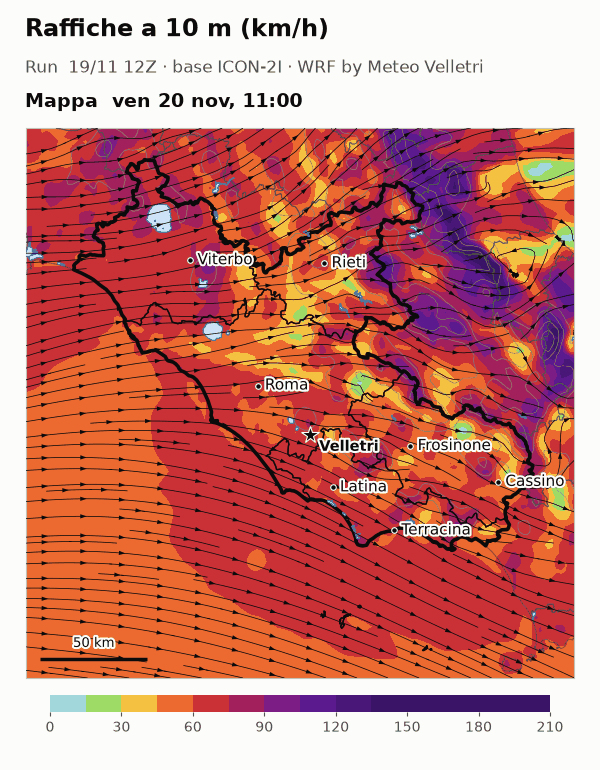 Raffiche a 10 m (km/h)
Run  19/11 12Z · base ICON-2I · WRF by Meteo Velletri
Mappa  ven 20 nov, 11:00
Viterbo
Rieti
Roma
Velletri
Frosinone
Cassino
Latina
Terracina
50 km
0 30 60 90 120 150 180 210